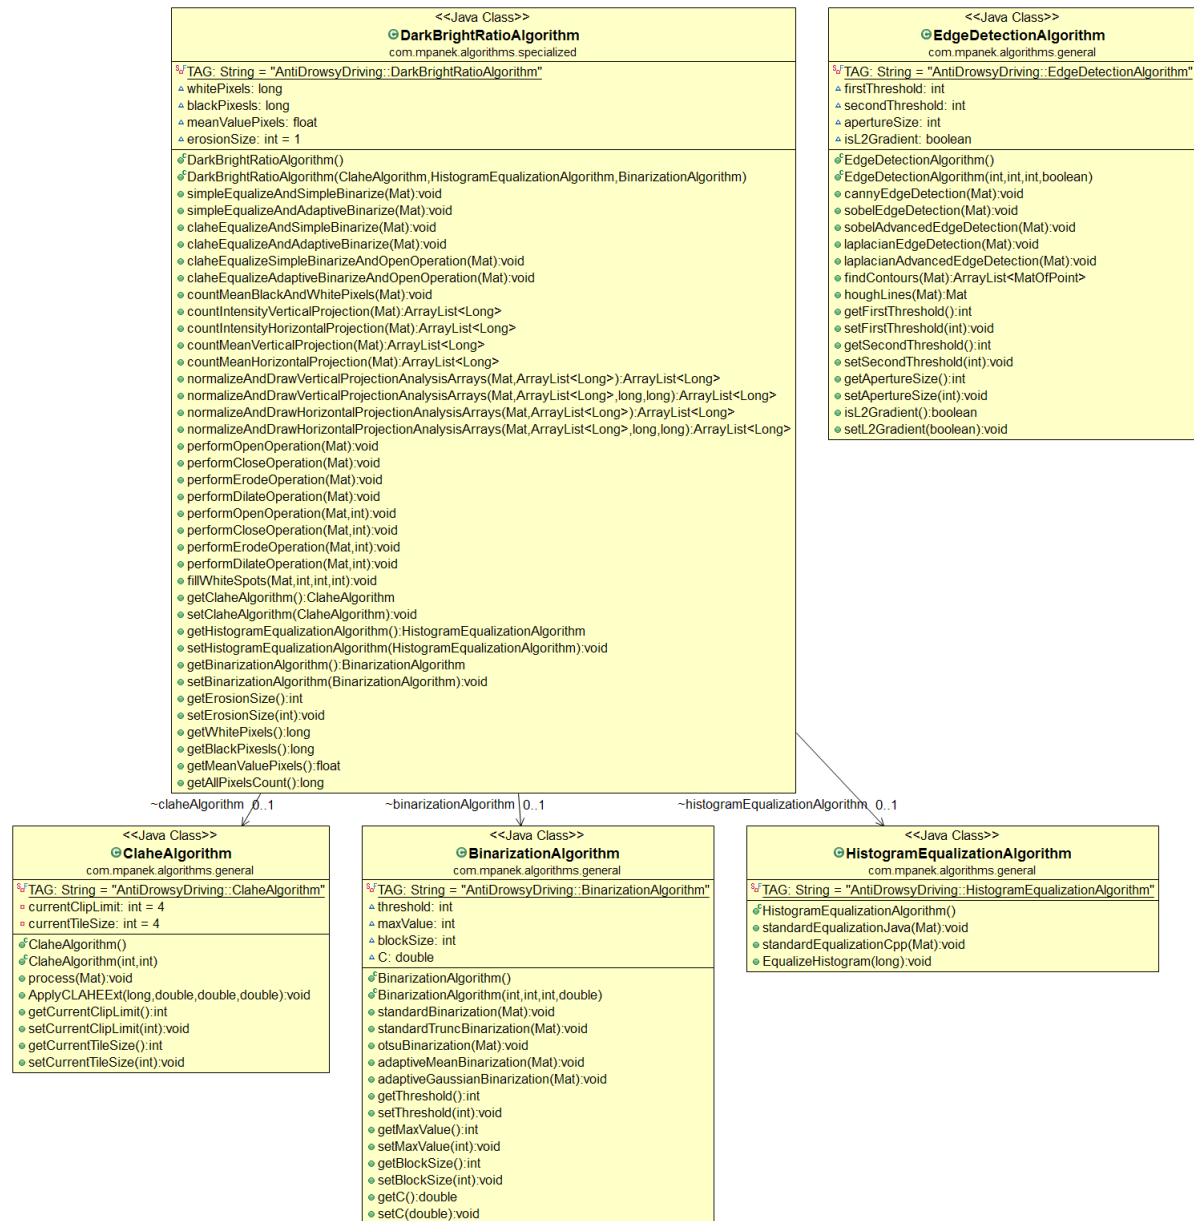 <<Java Class>>
DarkBrightRatioAlgorithm
com.mpanek.algorithms.specialized
TAG: String = "AntiDrowsyDriving::DarkBrightRatioAlgorithm"
whitePixels: long
blackPixesls: long
meanValuePixels: float
erosionSize: int = 1
DarkBrightRatioAlgorithm()
DarkBrightRatioAlgorithm(ClaheAlgorithm,HistogramEqualizationAlgorithm,BinarizationAlgorithm)
simpleEqualizeAndSimpleBinarize(Mat):void
simpleEqualizeAndAdaptiveBinarize(Mat):void
claheEqualizeAndSimpleBinarize(Mat):void
claheEqualizeAndAdaptiveBinarize(Mat):void
claheEqualizeSimpleBinarizeAndOpenOperation(Mat):void
claheEqualizeAdaptiveBinarizeAndOpenOperation(Mat):void
countMeanBlackAndWhitePixels(Mat):void
countIntensityVerticalProjection(Mat):ArrayList<Long>
countIntensityHorizontalProjection(Mat):ArrayList<Long>
countMeanVerticalProjection(Mat):ArrayList<Long>
countMeanHorizontalProjection(Mat):ArrayList<Long>
normalizeAndDrawVerticalProjectionAnalysisArrays(Mat,ArrayList<Long>):ArrayList<Long>
normalizeAndDrawVerticalProjectionAnalysisArrays(Mat,ArrayList<Long>,long,long):ArrayList<Long>
normalizeAndDrawHorizontalProjectionAnalysisArrays(Mat,ArrayList<Long>):ArrayList<Long>
normalizeAndDrawHorizontalProjectionAnalysisArrays(Mat,ArrayList<Long>,long,long):ArrayList<Long>
performOpenOperation(Mat):void
performCloseOperation(Mat):void
performErodeOperation(Mat):void
performDilateOperation(Mat):void
performOpenOperation(Mat,int):void
performCloseOperation(Mat,int):void
performErodeOperation(Mat,int):void
performDilateOperation(Mat,int):void
fillWhiteSpots(Mat,int,int,int):void
getClaheAlgorithm():ClaheAlgorithm
setClaheAlgorithm(ClaheAlgorithm):void
getHistogramEqualizationAlgorithm():HistogramEqualizationAlgorithm
setHistogramEqualizationAlgorithm(HistogramEqualizationAlgorithm):void
getBinarizationAlgorithm():BinarizationAlgorithm
setBinarizationAlgorithm(BinarizationAlgorithm):void
getErosionSize():int
setErosionSize(int):void
getWhitePixels():long
getBlackPixesls():long
getMeanValuePixels():float
getAllPixelsCount():long
<<Java Class>>
EdgeDetectionAlgorithm
com.mpanek.algorithms.general
TAG: String = "AntiDrowsyDriving::EdgeDetectionAlgorithm"
firstThreshold: int
secondThreshold: int
apertureSize: int
isL2Gradient: boolean
EdgeDetectionAlgorithm()
EdgeDetectionAlgorithm(int,int,int,boolean)
cannyEdgeDetection(Mat):void
sobelEdgeDetection(Mat):void
sobelAdvancedEdgeDetection(Mat):void
laplacianEdgeDetection(Mat):void
laplacianAdvancedEdgeDetection(Mat):void
findContours(Mat):ArrayList<MatOfPoint>
houghLines(Mat):Mat
getFirstThreshold():int
setFirstThreshold(int):void
getSecondThreshold():int
setSecondThreshold(int):void
getApertureSize():int
setApertureSize(int):void
isL2Gradient():boolean
setL2Gradient(boolean):void
~claheAlgorithm 0..1
~binarizationAlgorithm 0..1
~histogramEqualizationAlgorithm 0..1
<<Java Class>>
ClaheAlgorithm
com.mpanek.algorithms.general
TAG: String = "AntiDrowsyDriving::ClaheAlgorithm"
currentClipLimit: int = 4
currentTileSize: int = 4
ClaheAlgorithm()
ClaheAlgorithm(int,int)
process(Mat):void
ApplyCLAHEExt(long,double,double,double):void
getCurrentClipLimit():int
setCurrentClipLimit(int):void
getCurrentTileSize():int
setCurrentTileSize(int):void
<<Java Class>>
BinarizationAlgorithm
com.mpanek.algorithms.general
TAG: String = "AntiDrowsyDriving::BinarizationAlgorithm"
threshold: int
maxValue: int
blockSize: int
C: double
BinarizationAlgorithm()
BinarizationAlgorithm(int,int,int,double)
standardBinarization(Mat):void
standardTruncBinarization(Mat):void
otsuBinarization(Mat):void
adaptiveMeanBinarization(Mat):void
adaptiveGaussianBinarization(Mat):void
getThreshold():int
setThreshold(int):void
getMaxValue():int
setMaxValue(int):void
getBlockSize():int
setBlockSize(int):void
getC():double
setC(double):void
<<Java Class>>
HistogramEqualizationAlgorithm
com.mpanek.algorithms.general
TAG: String = "AntiDrowsyDriving::HistogramEqualizationAlgorithm"
HistogramEqualizationAlgorithm()
standardEqualizationJava(Mat):void
standardEqualizationCpp(Mat):void
EqualizeHistogram(long):void